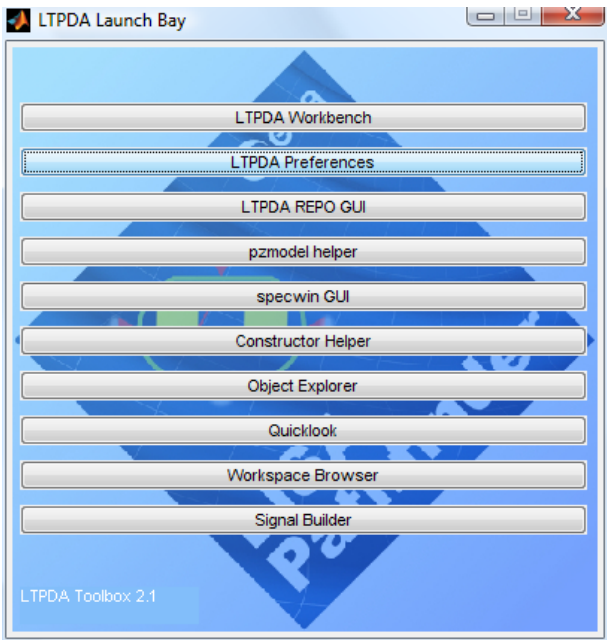 LTPDA Launch Bay
LTPDA Workbench
LTPDA Preferences
LTPDA REPO GUI
pzmodel helper
specwin GUI
Constructor Helper
Object Explorer
Quicklook
Workspace Browser
Signal Builder
Pathfinder
LTPDA Toolbox 2.1